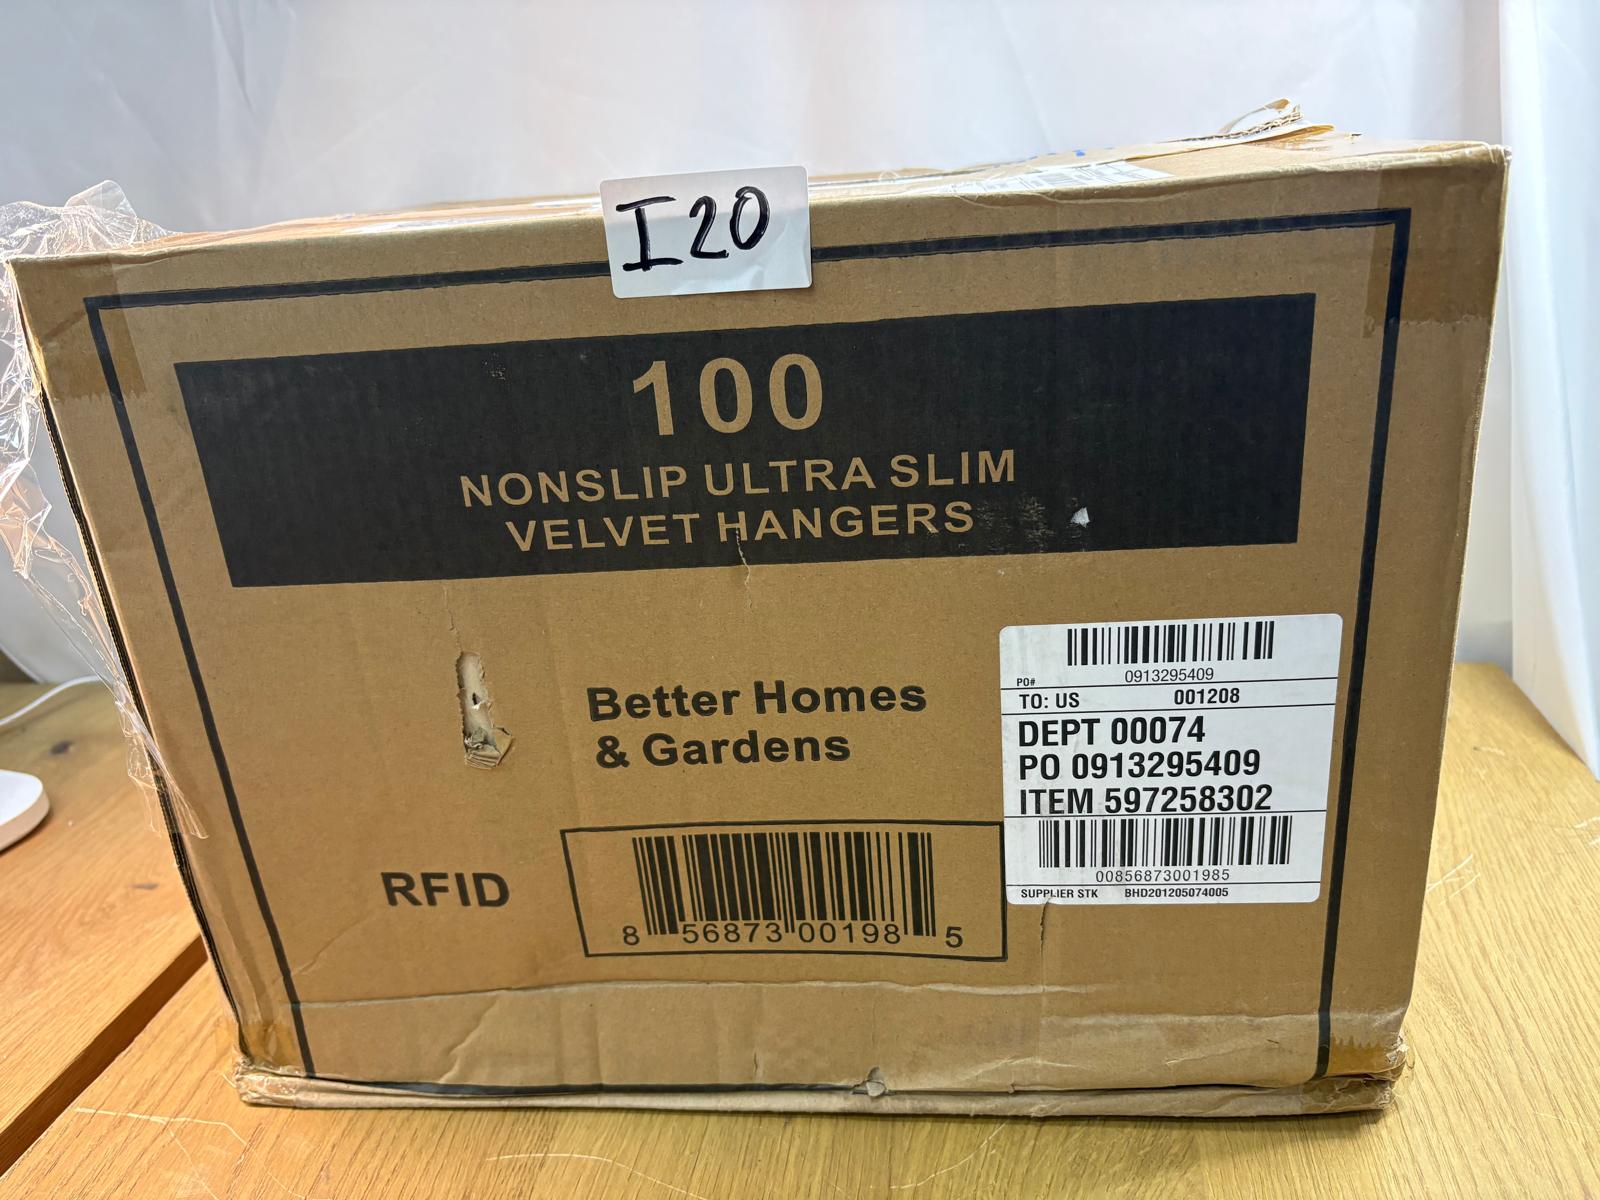 I20
100
NONSLIP ULTRA SLIM
VELVET HANGERS
Better Homes
& Gardens
RFID
8 56873 00198 5
PO# 0913295409
TO: US 001208
DEPT 00074
PO 0913295409
ITEM 597258302
00856873001985
SUPPLIER STK BHD201205074005